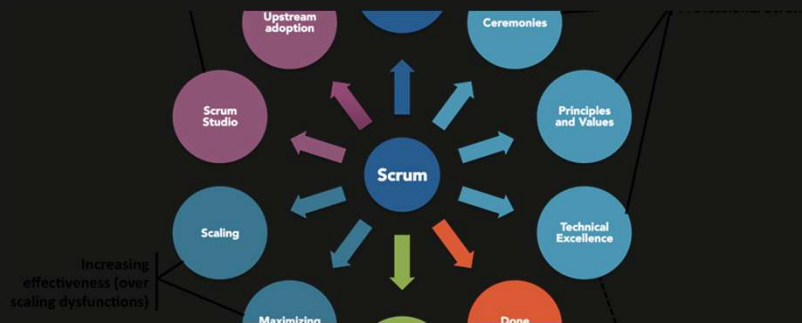 Upstream
adoption
Ceremonies
Scrum
Studio
Principles
and Values
Scrum
Scaling
Technical
Excellence
Increasing
effectiveness (over
scaling dysfunctions)
Maximizing
Done